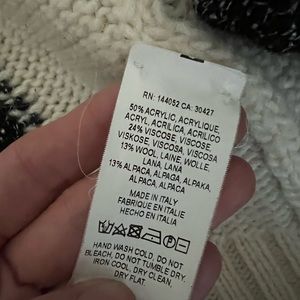 RN: 144052 CA: 30427
50% ACRYLIC, ACRYLIQUE,
ACRYL, ACRILICA, ACRILICO
24% VISCOSE, VISCOSE,
VISKOSE, VISCOSA, VISCOSA
13% WOOL, LAINE, WOLLE,
LANA, LANA
13% ALPACA, ALPAGA, ALPAKA,
ALPACA, ALPACA
MADE IN ITALY
FABRIQUE EN ITALIE
HECHO EN ITALIA
HAND WASH COLD, DO NOT
BLEACH, DO NOT TUMBLE DRY,
IRON COOL, DRY CLEAN,
DRY FLAT.